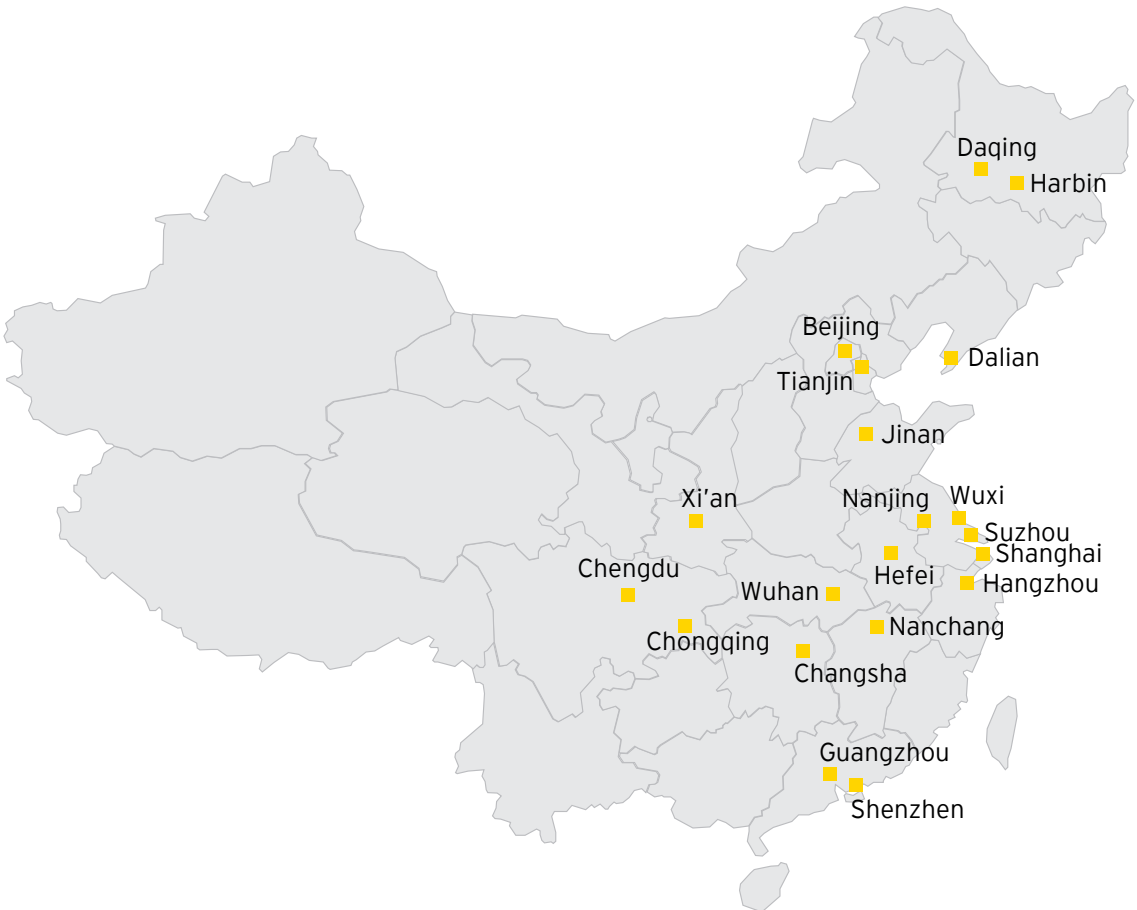 Daqing
Harbin
Beijing
Dalian
Tianjin
Jinan
Xi’an
Nanjing
Wuxi
Suzhou
Shanghai
Chengdu
Hefei
Hangzhou
Wuhan
Nanchang
Chongqing
Changsha
Guangzhou
Shenzhen